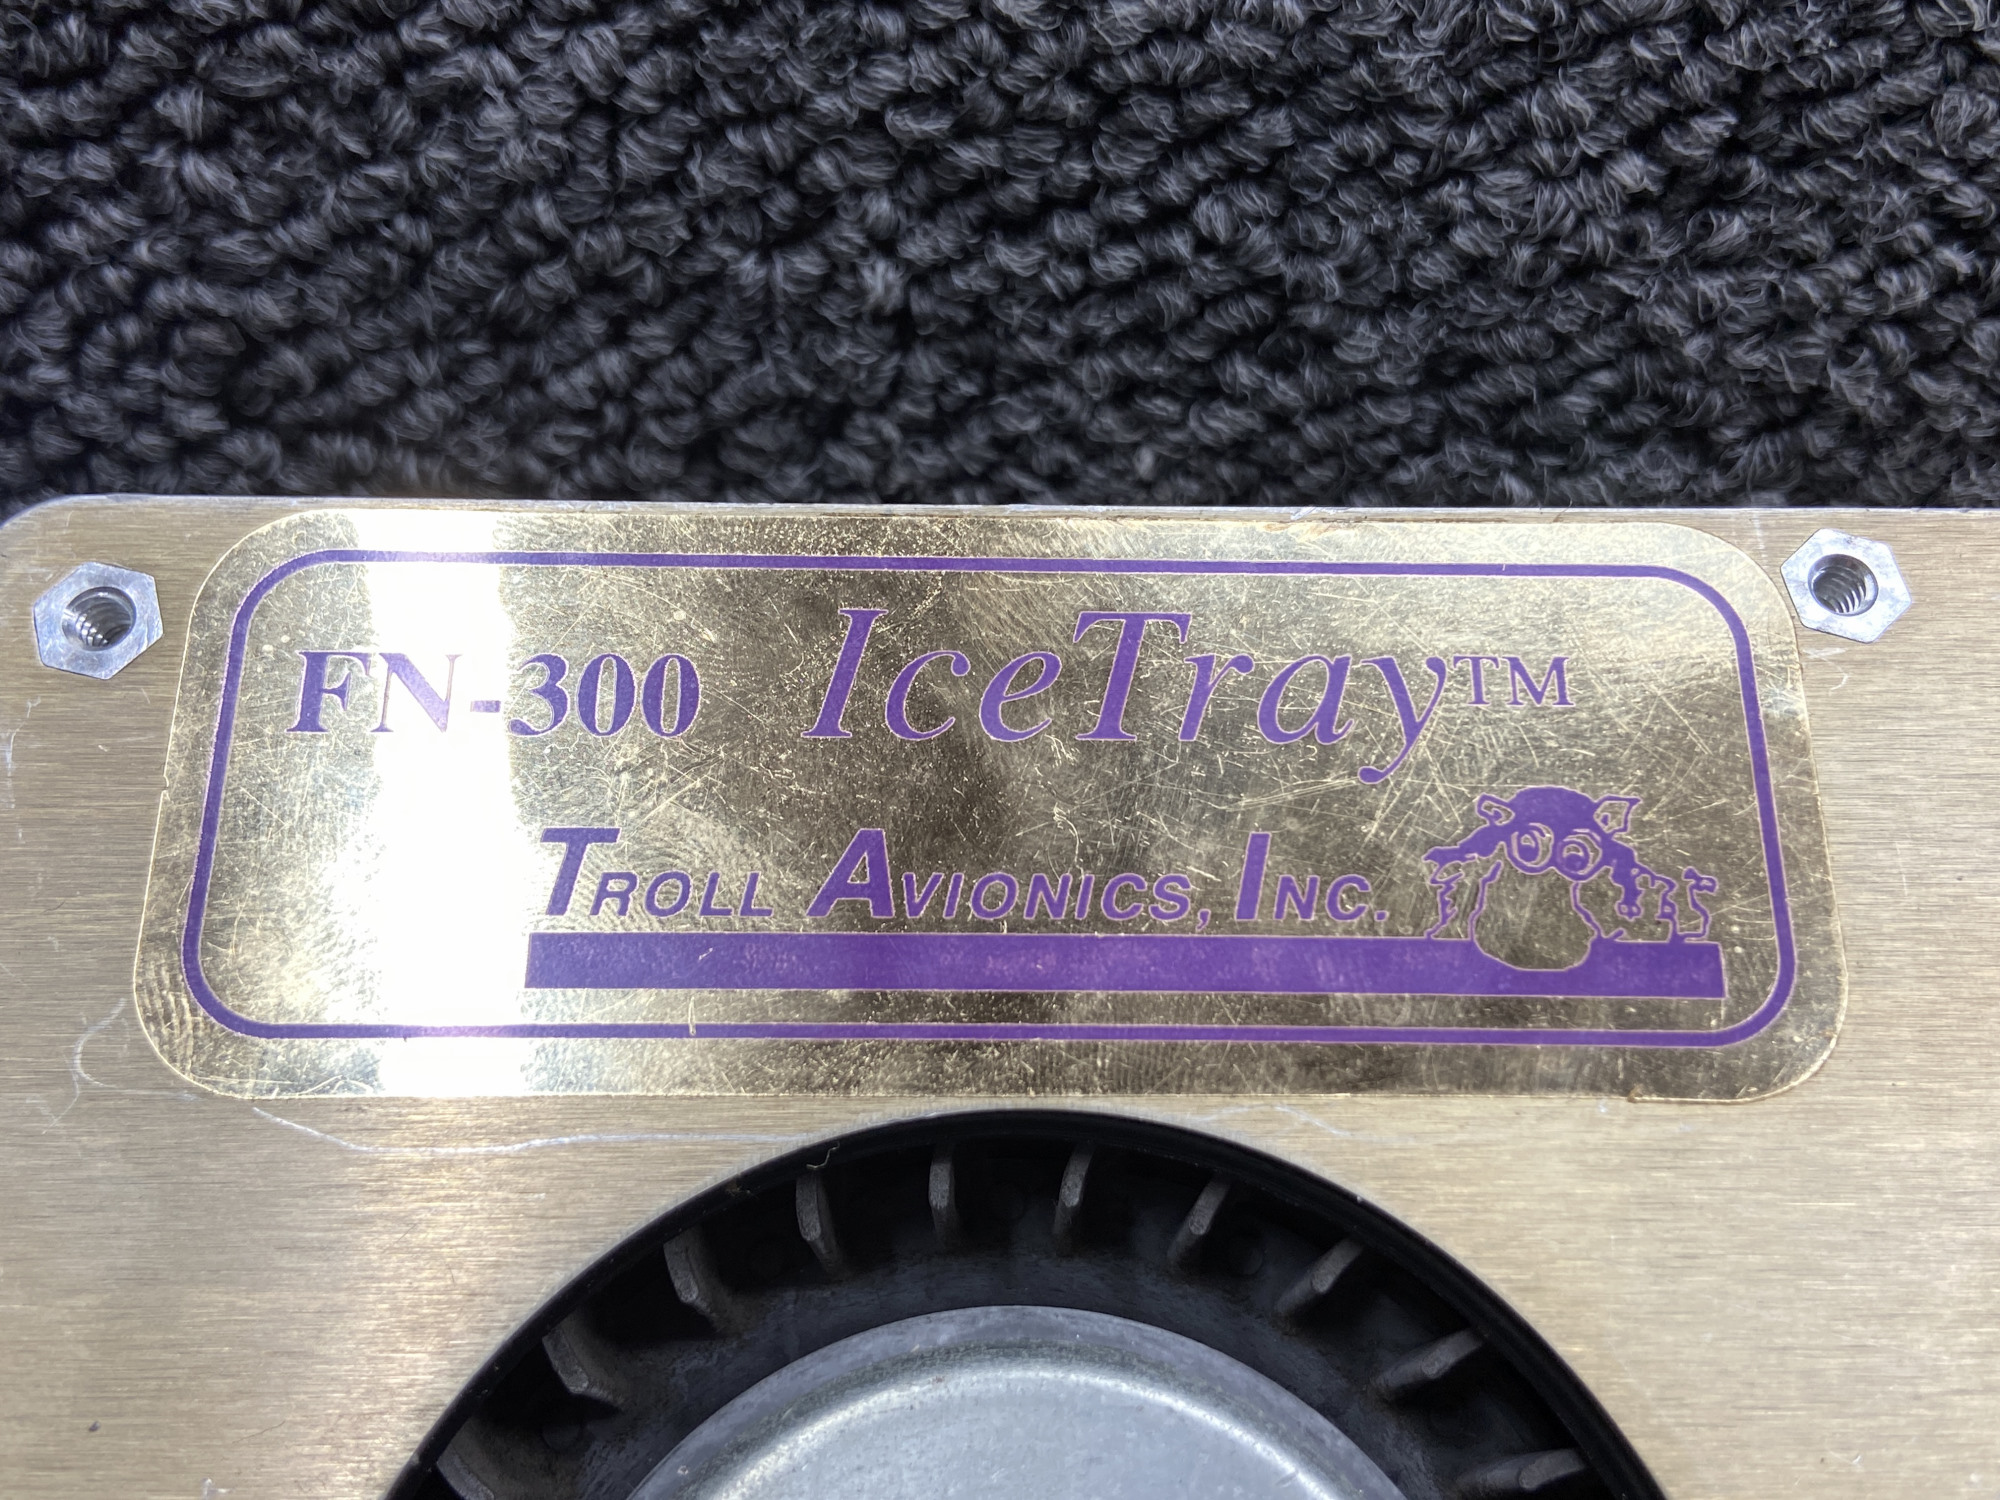 FN-300 IceTray™
TROLL AVIONICS, INC.